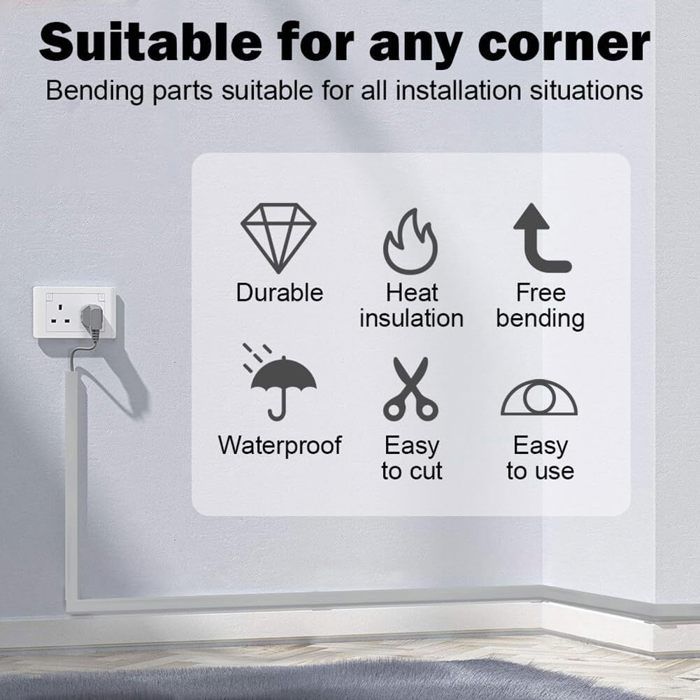 Suitable for any corner
Bending parts suitable for all installation situations
Durable
Heat
insulation
Free
bending
Waterproof
Easy
to cut
Easy
to use